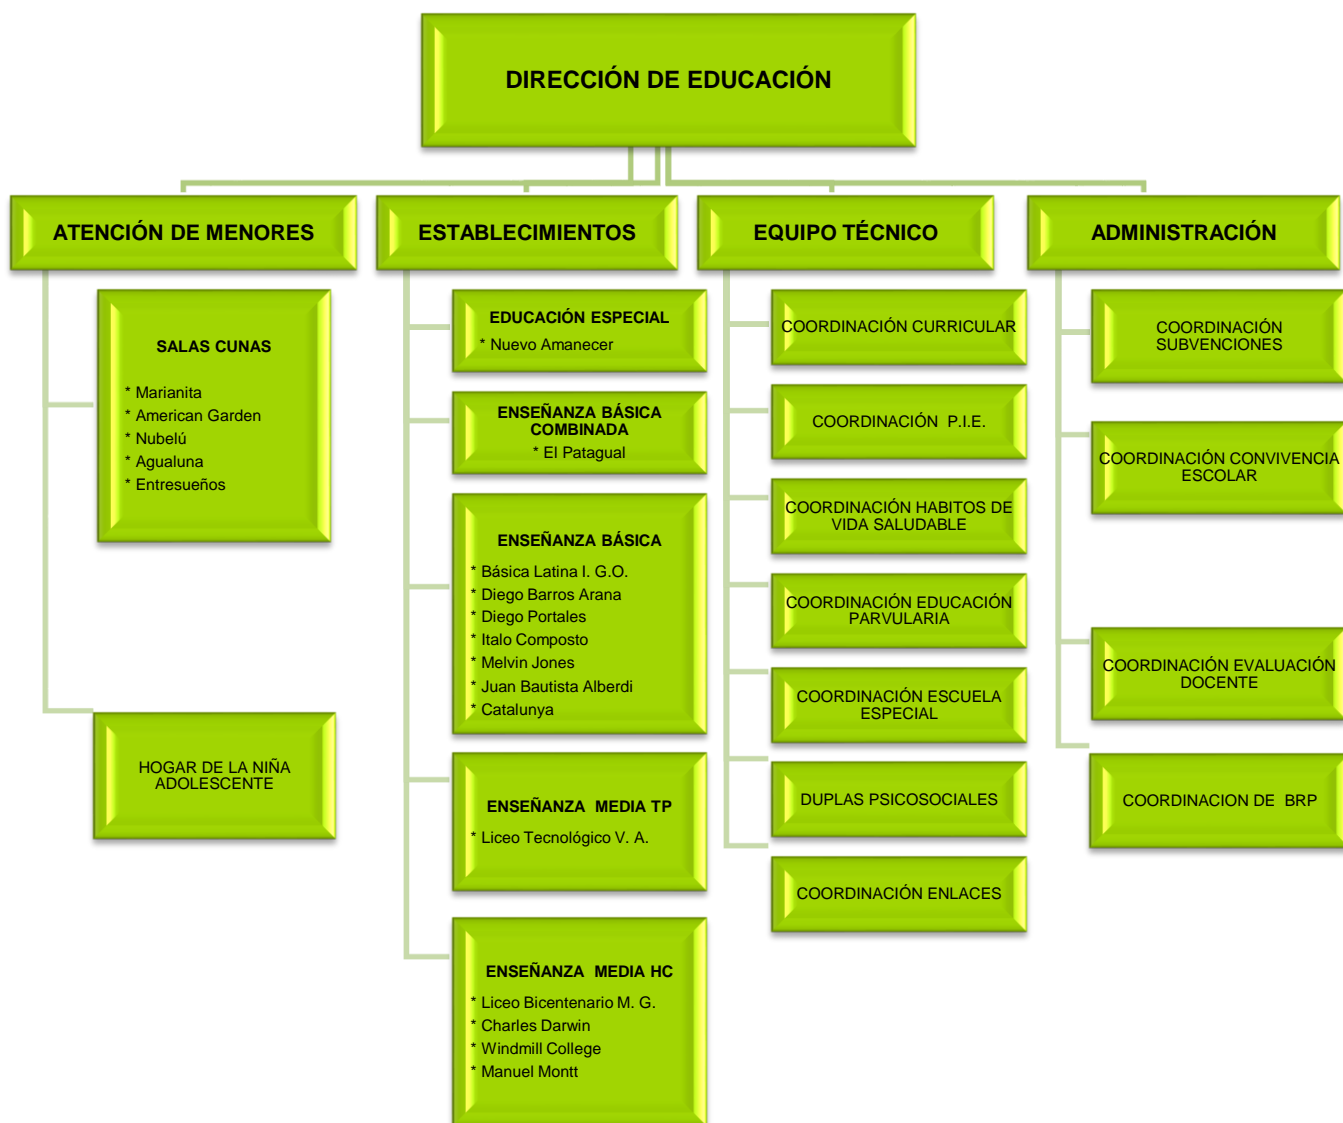 DIRECCIÓN DE EDUCACIÓN
ATENCIÓN DE MENORES
SALAS CUNAS
* Marianita
* American Garden
* Nubelú
* Agualuna
* Entresueños
HOGAR DE LA NIÑA
ADOLESCENTE
ESTABLECIMIENTOS
EDUCACIÓN ESPECIAL
* Nuevo Amanecer
ENSEÑANZA BÁSICA
COMBINADA
* El Patagual
ENSEÑANZA BÁSICA
* Básica Latina I. G.O.
* Diego Barros Arana
* Diego Portales
* Italo Composto
* Melvin Jones
* Juan Bautista Alberdi
* Catalunya
ENSEÑANZA MEDIA TP
* Liceo Tecnológico V. A.
ENSEÑANZA MEDIA HC
* Liceo Bicentenario M. G.
* Charles Darwin
* Windmill College
* Manuel Montt
EQUIPO TÉCNICO
COORDINACIÓN CURRICULAR
COORDINACIÓN P.I.E.
COORDINACIÓN HABITOS DE
VIDA SALUDABLE
COORDINACIÓN EDUCACIÓN
PARVULARIA
COORDINACIÓN ESCUELA
ESPECIAL
DUPLAS PSICOSOCIALES
COORDINACIÓN ENLACES
ADMINISTRACIÓN
COORDINACIÓN
SUBVENCIONES
COORDINACIÓN CONVIVENCIA
ESCOLAR
COORDINACIÓN EVALUACIÓN
DOCENTE
COORDINACION DE BRP